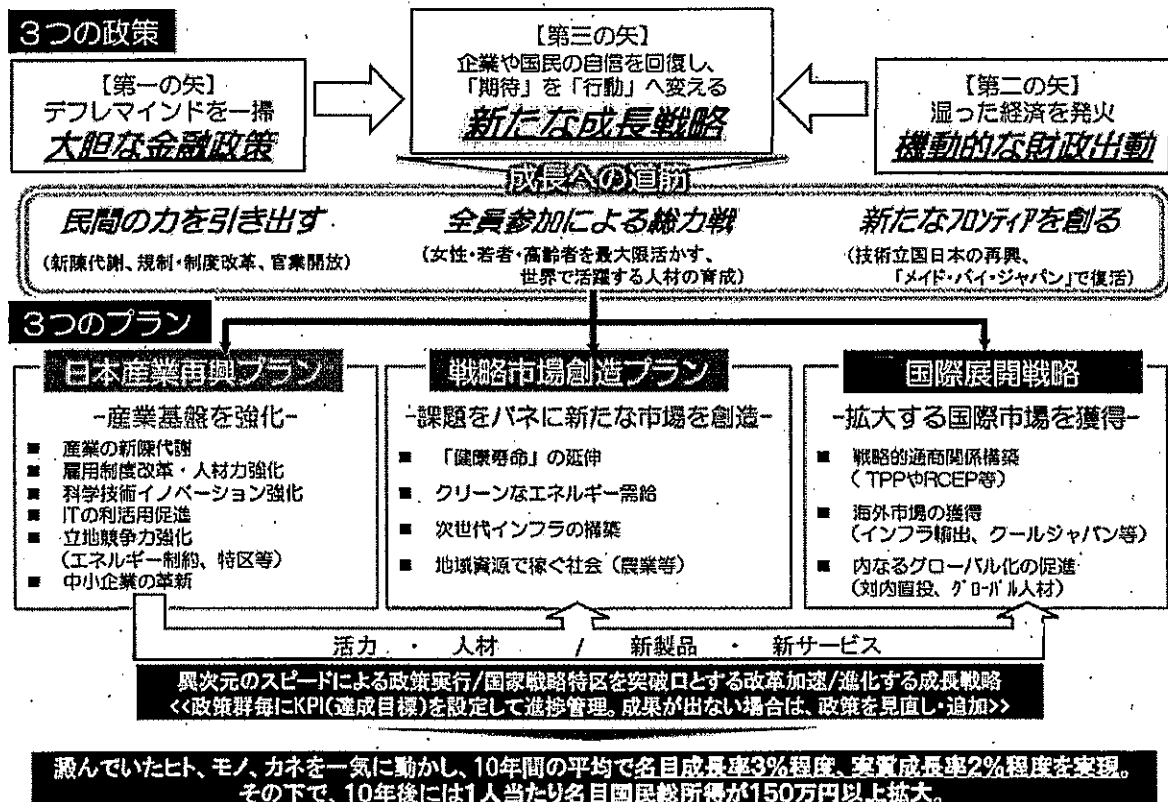 3つの政策
【第一の矢】
デフレマインドを一掃
大胆な金融政策
【第三の矢】
企業や国民の自信を回復し、
「期待」を「行動」へ変える
新たな成長戦略
【第二の矢】
湿った経済を発火
機動的な財政出動
成長への道筋
民間の力を引き出す
(新陳代謝、規制・制度改革、官業開放)
全員参加による総力戦
(女性・若者・高齢者を最大限活かす、
世界で活躍する人材の育成)
新たなフロンティアを創る
(技術立国日本の再興、
「メイド・バイ・ジャパン」で復活)
3つのプラン
日本産業再興プラン
-産業基盤を強化-
■ 産業の新陳代謝
■ 雇用制度改革・人材力強化
■ 科学技術イノベーション強化
■ ITの利活用促進
■ 立地競争力強化
(エネルギー制約、特区等)
■ 中小企業の革新
戦略市場創造プラン
-課題をバネに新たな市場を創造-
■ 「健康寿命」の延伸
■ クリーンなエネルギー需給
■ 次世代インフラの構築
■ 地域資源で稼ぐ社会(農業等)
国際展開戦略
-拡大する国際市場を獲得-
■ 戦略的通商関係構築
(TPPやRCEP等)
■ 海外市場の獲得
(インフラ輸出、クールジャパン等)
■ 内なるグローバル化の促進
(対内直投、グローバル人材)
活力 ・ 人材 / 新製品 ・ 新サービス
異次元のスピードによる政策実行/国家戦略特区を突破口とする改革加速/進化する成長戦略
<<政策群毎にKPI(達成目標)を設定して進捗管理。成果が出ない場合は、政策を見直し・追加>>
澱んでいたヒト、モノ、カネを一気に動かし、10年間の平均で名目成長率3%程度、実質成長率2%程度を実現。
その下で、10年後には1人当たり名目国民総所得が150万円以上拡大。